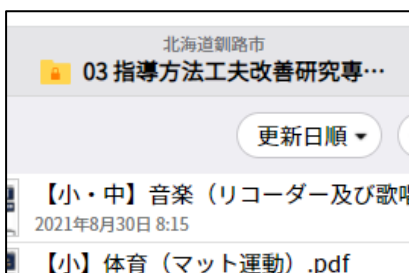 北海道釧路市
03 指導方法工夫改善研究専…
更新日順
【小・中】音楽（リコーダー及び歌唱
2021年8月30日 8:15
【小】体育（マット運動）.pdf